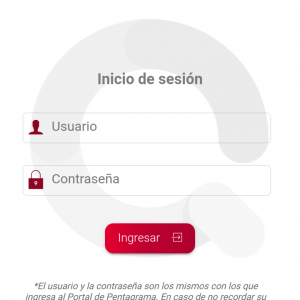 Inicio de sesión
Usuario
Contraseña
Ingresar
*El usuario y la contraseña son los mismos con los que
ingresa al Portal de Pentagrama. En caso de no recordar su